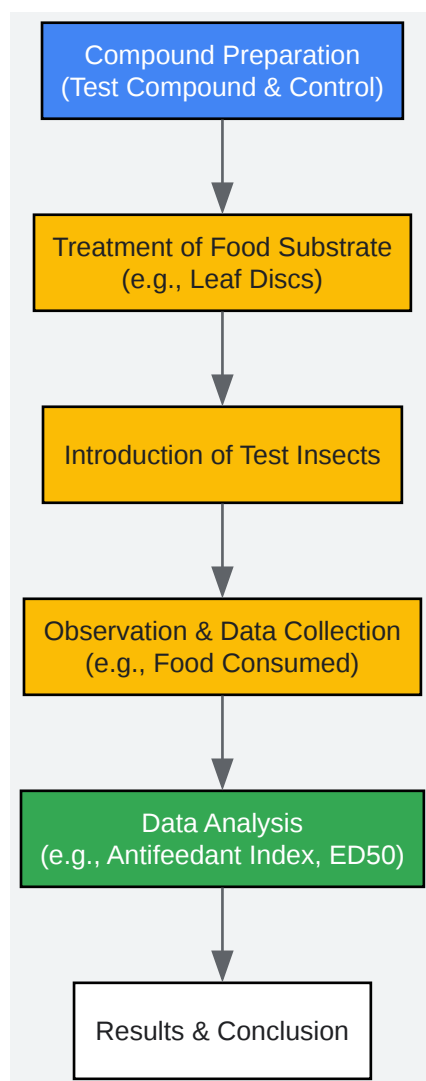 Compound Preparation
(Test Compound & Control)
Treatment of Food Substrate
(e.g., Leaf Discs)
Introduction of Test Insects
Observation & Data Collection
(e.g., Food Consumed)
Data Analysis
(e.g., Antifeedant Index, ED50)
Results & Conclusion